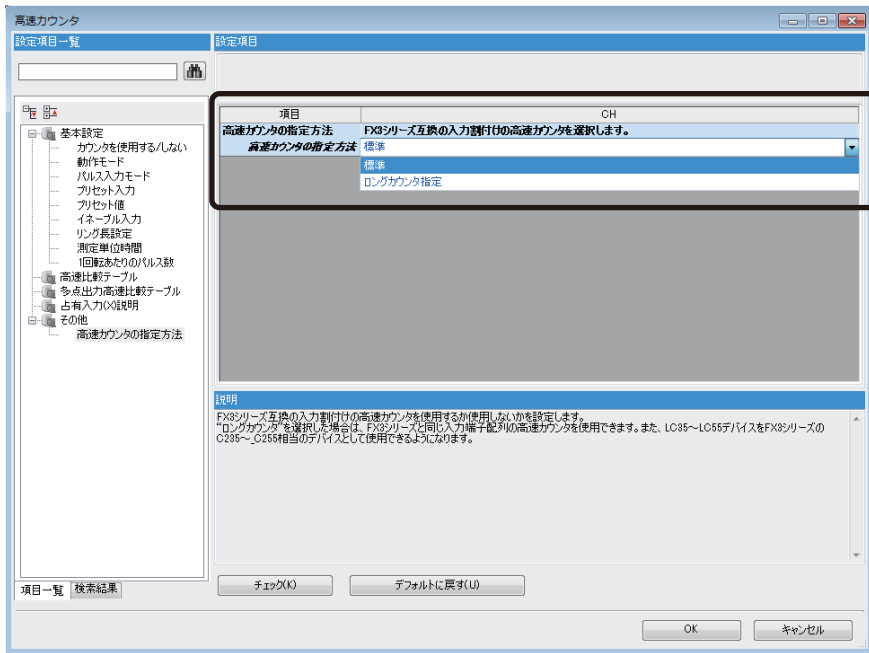 高速カウンタ
設定項目一覧
設定項目
項目
CH
高速カウンタの指定方法
FX3シリーズ互換の入力割付けの高速カウンタを選択します。
高速カウンタの指定方法
標準
標準
ロングカウンタ指定
基本設定
カウンタを使用する/しない
動作モード
パルス入力モード
プリセット入力
プリセット値
イネーブル入力
リング長設定
測定単位時間
1回転あたりのパルス数
高速比較テーブル
多点出力高速比較テーブル
占有入力(X)説明
その他
高速カウンタの指定方法
説明
FX3シリーズ互換の入力割付けの高速カウンタを使用するか使用しないかを設定します。
"ロングカウンタ"を選択した場合は、FX3シリーズと同じ入力端子配列の高速カウンタを使用できます。また、LC35～LC55デバイスをFX3シリーズの
C235～_C255相当のデバイスとして使用できるようになります。
項目一覧
検索結果
チェック(K)
デフォルトに戻す(U)
OK
キャンセル